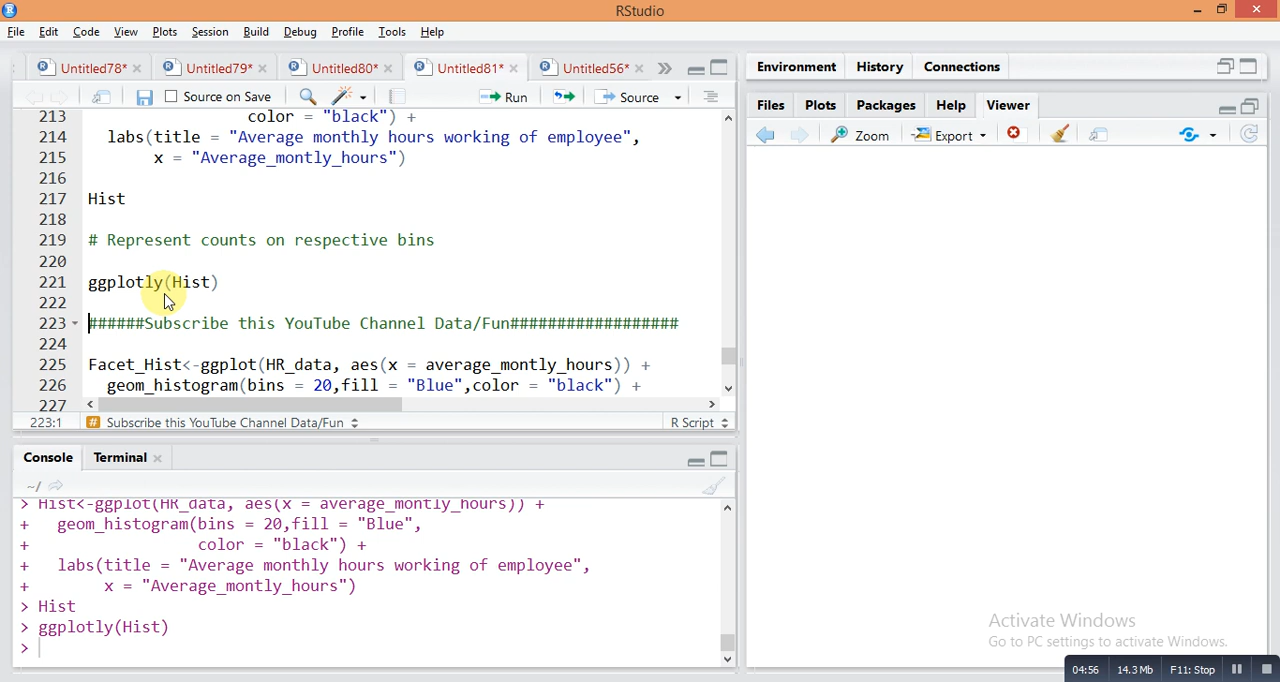 RStudio
File Edit Code View Plots Session Build Debug Profile Tools Help
Untitled78* Untitled79* Untitled80* Untitled81* Untitled56*
Source on Save Run Source
213 color = "black") +
214 labs(title = "Average monthly hours working of employee",
215 x = "Average_montly_hours")
216
217 Hist
218
219 # Represent counts on respective bins
220
221 ggplotly(Hist)
222
223 ######Subscribe this YouTube Channel Data/Fun##################
224
225 Facet_Hist<-ggplot(HR_data, aes(x = average_montly_hours)) +
226 geom_histogram(bins = 20,fill = "Blue",color = "black") +
227
223:1 # Subscribe this YouTube Channel Data/Fun R Script
Console Terminal
~/
> Hist<-ggplot(HR_data, aes(x = average_montly_hours)) +
+ geom_histogram(bins = 20,fill = "Blue",
+ color = "black") +
+ labs(title = "Average monthly hours working of employee",
+ x = "Average_montly_hours")
> Hist
> ggplotly(Hist)
>
Environment History Connections
Files Plots Packages Help Viewer
Zoom Export
Activate Windows
Go to PC settings to activate Windows.
04:56 14.3 Mb F11: Stop